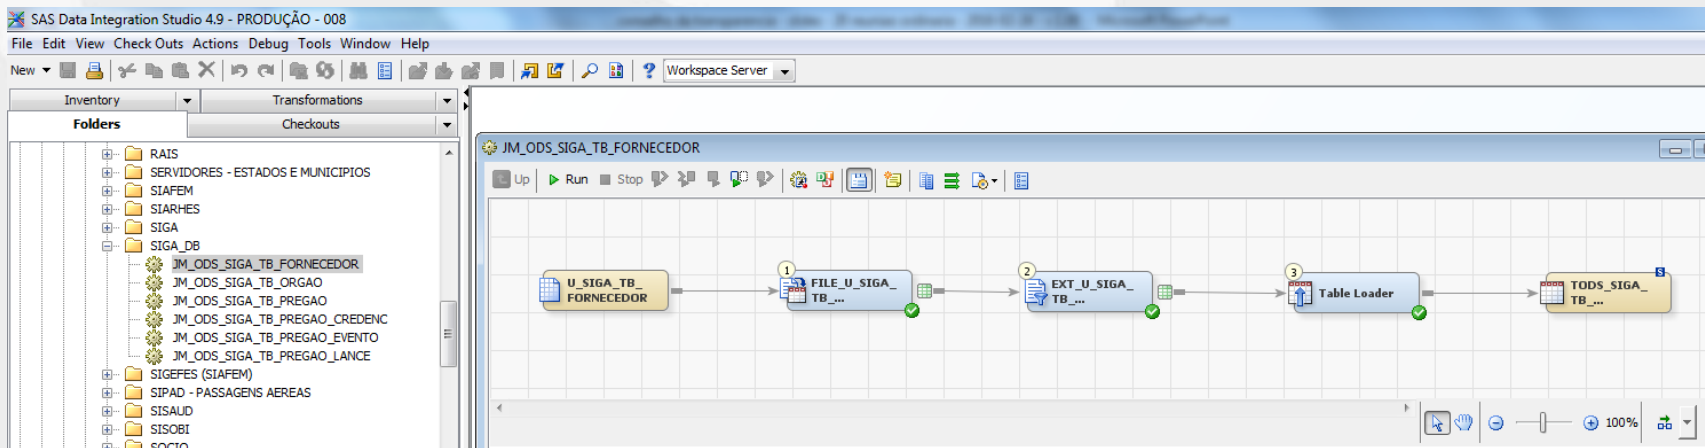 SAS Data Integration Studio 4.9 - PRODUÇÃO - 008
File Edit View Check Outs Actions Debug Tools Window Help
New
Workspace Server
Inventory
Transformations
Folders
Checkouts
RAIS
SERVIDORES - ESTADOS E MUNICIPIOS
SIAFEM
SIARHES
SIGA
SIGA_DB
JM_ODS_SIGA_TB_FORNECEDOR
JM_ODS_SIGA_TB_ORGAO
JM_ODS_SIGA_TB_PREGAO
JM_ODS_SIGA_TB_PREGAO_CREDENC
JM_ODS_SIGA_TB_PREGAO_EVENTO
JM_ODS_SIGA_TB_PREGAO_LANCE
SIGEFES (SIAFEM)
SIPAD - PASSAGENS AEREAS
SISAUD
SISOBI
SOCIO
JM_ODS_SIGA_TB_FORNECEDOR
Up Run Stop
U_SIGA_TB_
FORNECEDOR
1
FILE_U_SIGA_
TB_...
2
EXT_U_SIGA_
TB_...
3
Table Loader
S
TODS_SIGA_
TB_...
100%